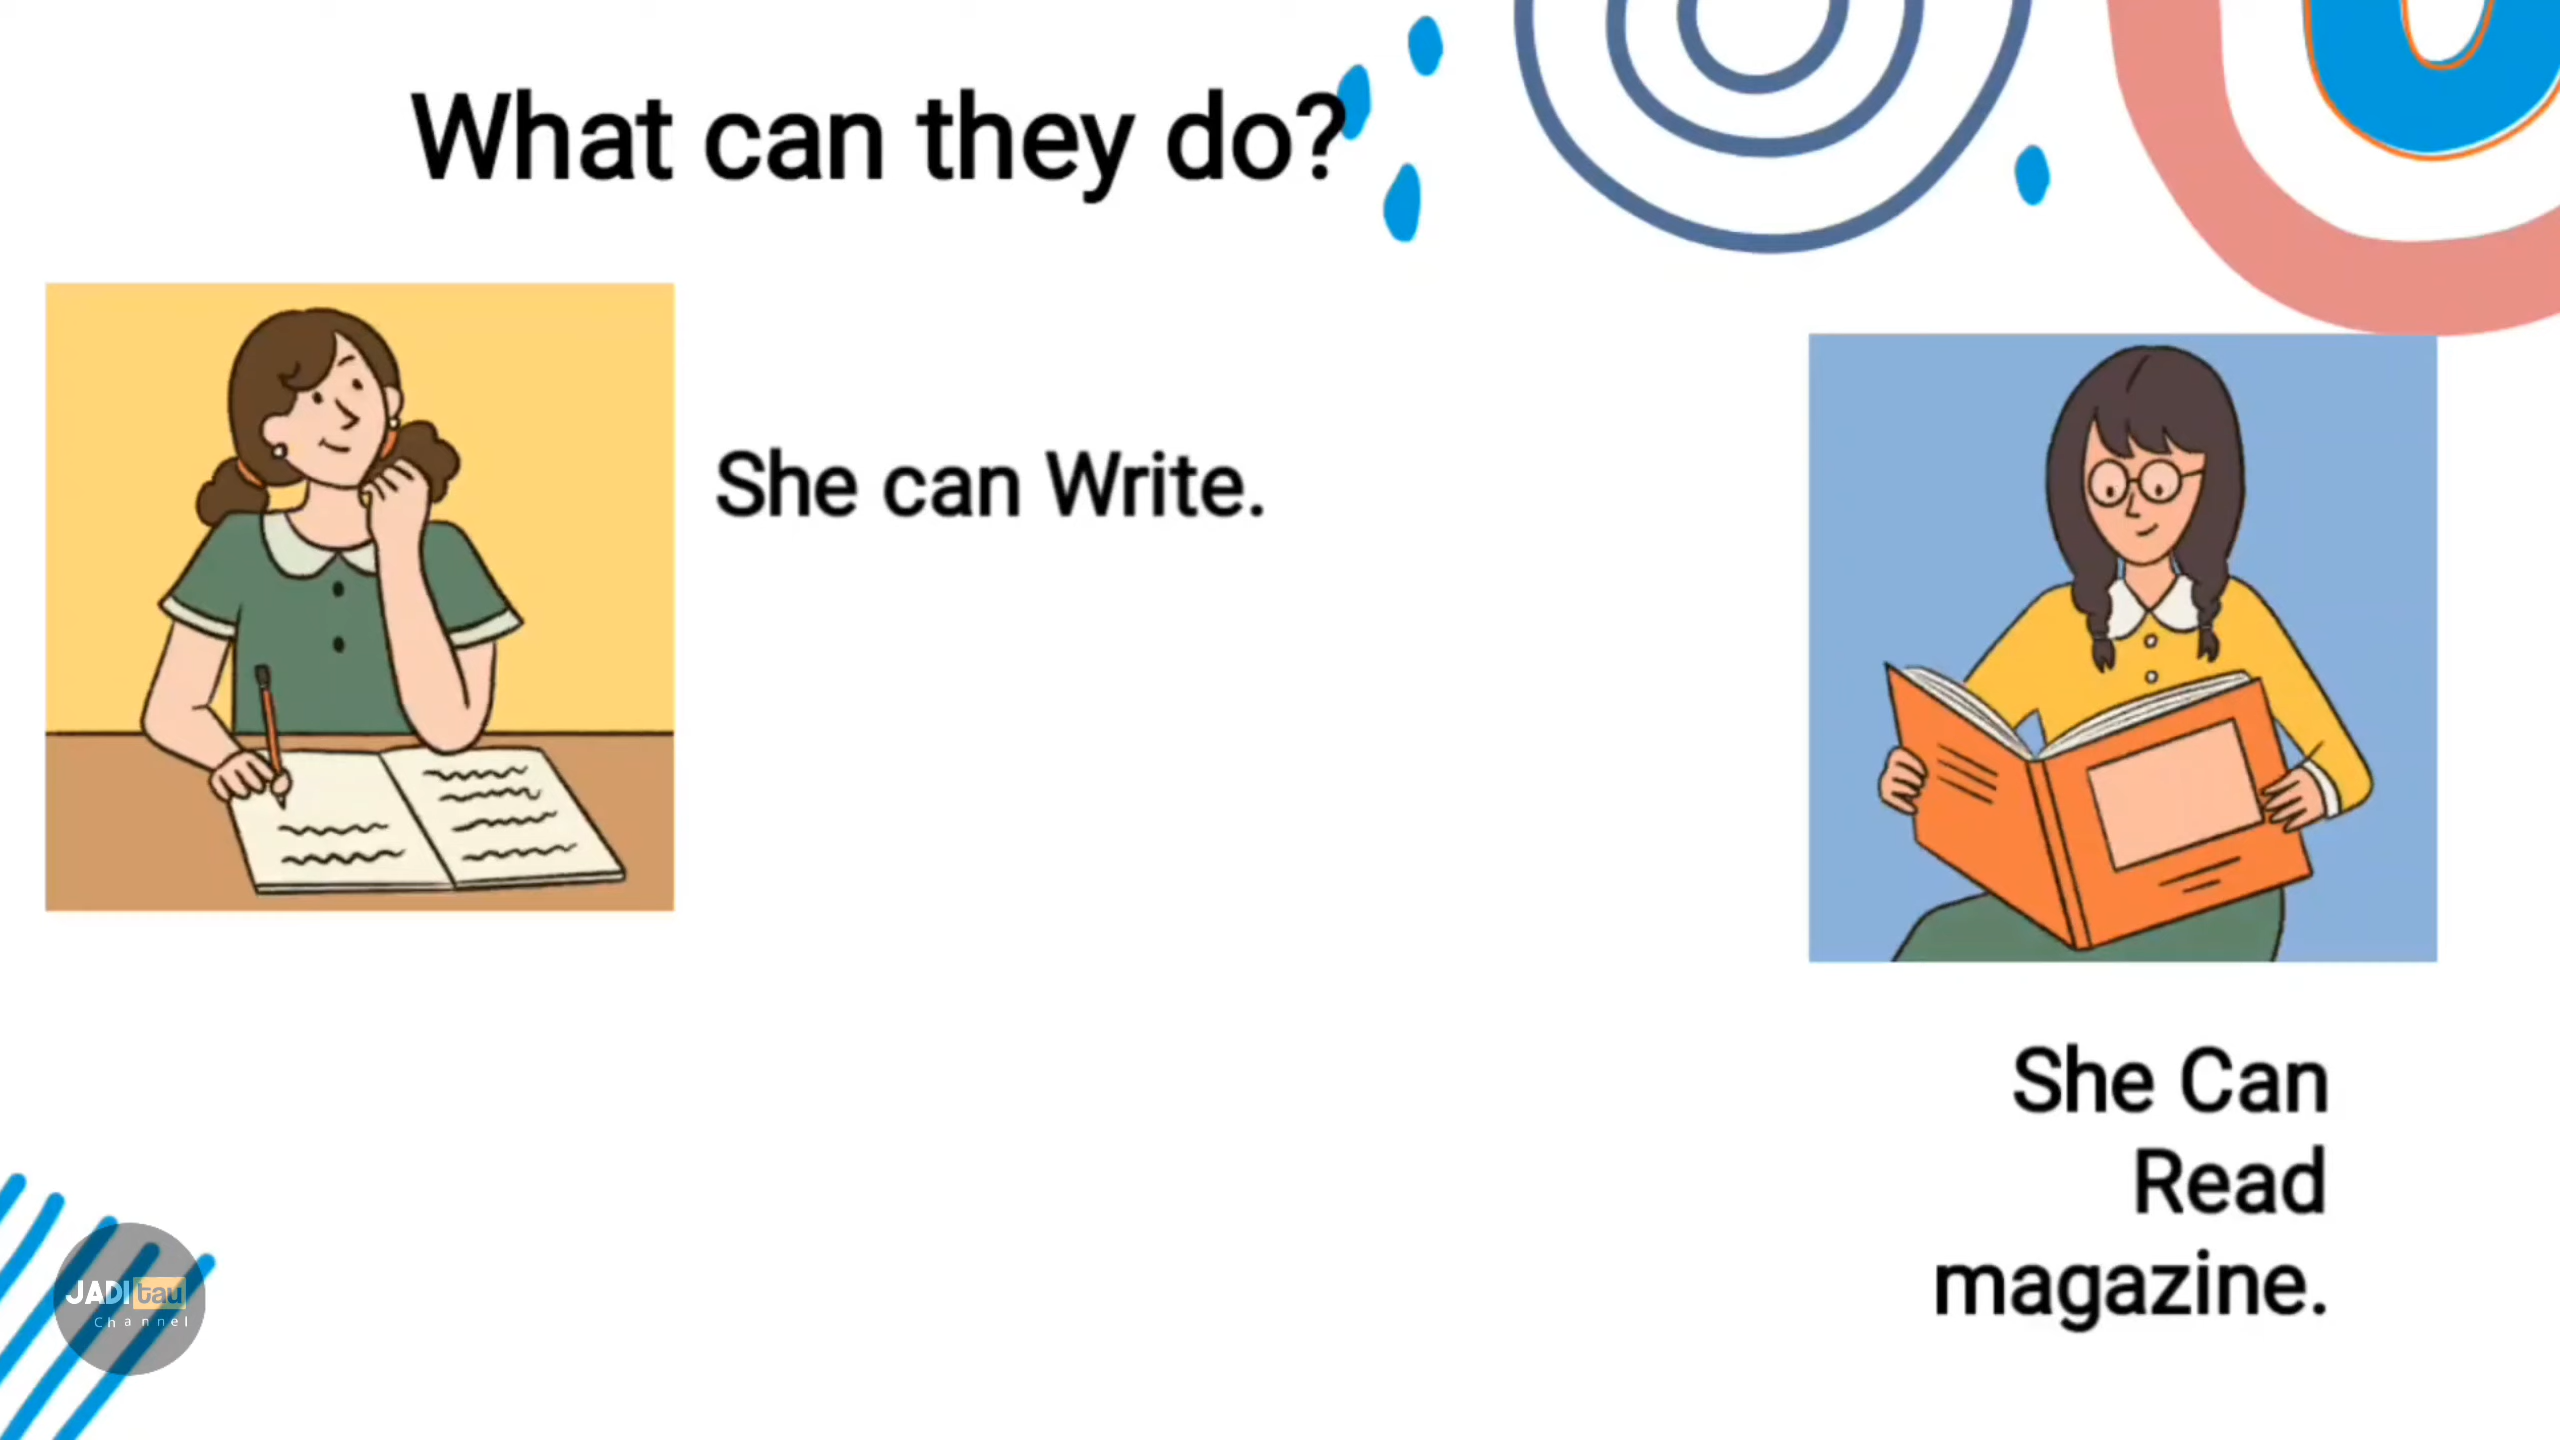 What can they do?
She can Write.
She Can
Read
magazine.
JADI tau
Channel